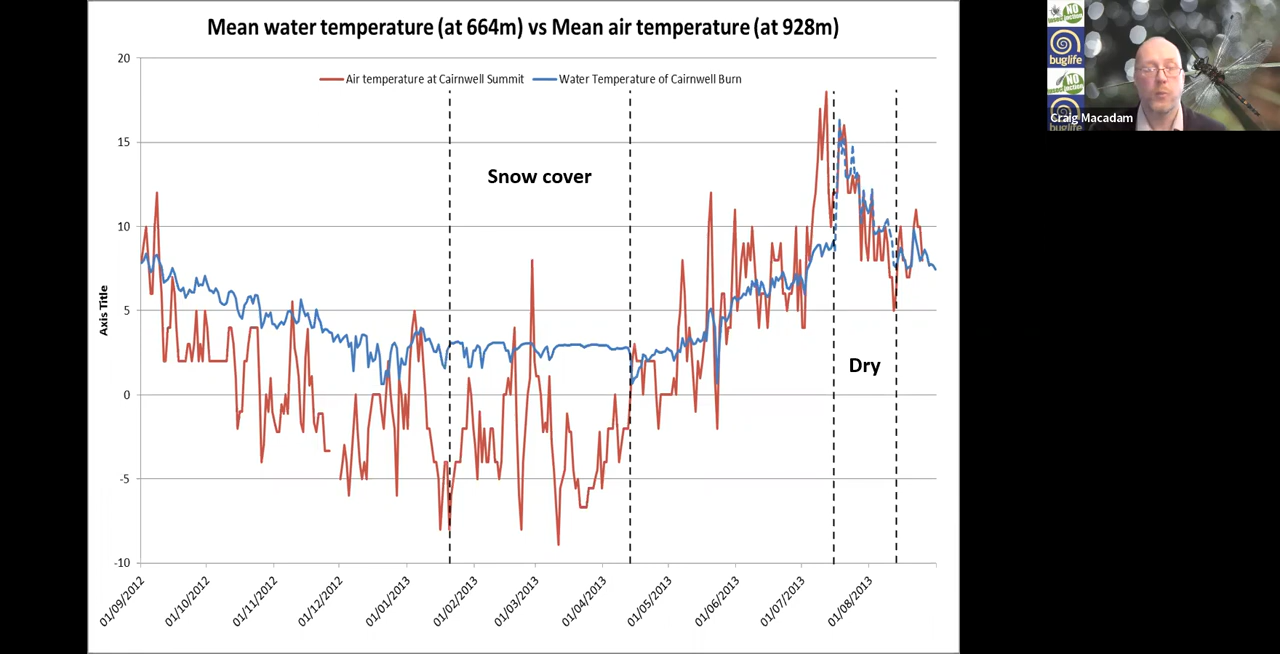 Mean water temperature (at 664m) vs Mean air temperature (at 928m)
Air temperature at Cairnwell Summit
Water Temperature of Cairnwell Burn
20
15
10
5
0
-5
-10
Axis Title
Snow cover
Dry
01/09/2012
01/10/2012
01/11/2012
01/12/2012
01/01/2013
01/02/2013
01/03/2013
01/04/2013
01/05/2013
01/06/2013
01/07/2013
01/08/2013
NO
buglife
NO
buglife
Craig Macadam